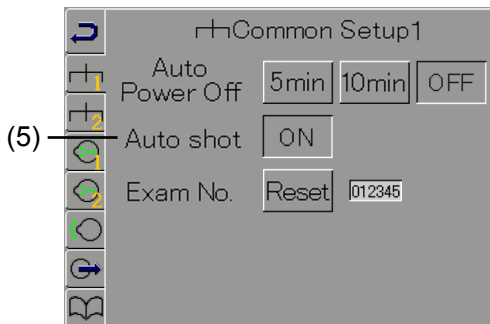 Common Setup1
Auto
Power Off 5min 10min OFF
1
2
(5) Auto shot ON
1
2
Exam No. Reset 012345